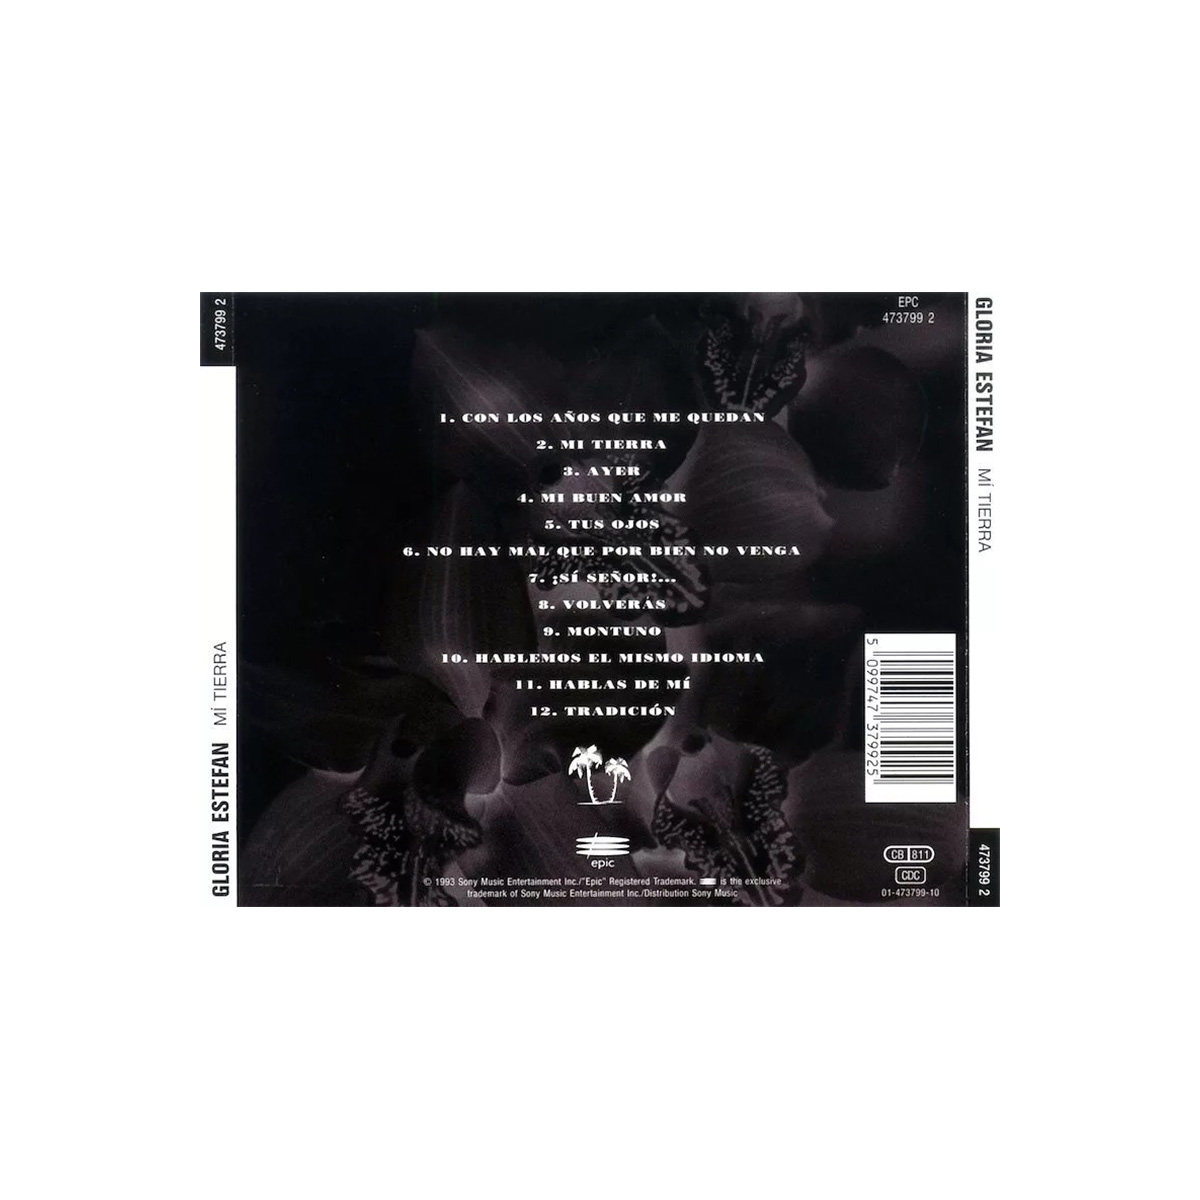 473799 2
EPC
473799 2
GLORIA ESTEFAN MÍ TIERRA
1. CON LOS AÑOS QUE ME QUEDAN
2. MI TIERRA
3. AYER
4. MI BUEN AMOR
5. TUS OJOS
6. NO HAY MAL QUE POR BIEN NO VENGA
7. ¡SÍ SEÑOR!...
8. VOLVERÁS
9. MONTUNO
10. HABLEMOS EL MISMO IDIOMA
11. HABLAS DE MÍ
12. TRADICIÓN
5 099747 379925
GLORIA ESTEFAN MÍ TIERRA
epic
CB 811
CDC
01-473799-10
© 1993 Sony Music Entertainment Inc./"Epic" Registered Trademark. is the exclusive
trademark of Sony Music Entertainment Inc./Distribution Sony Music
473799 2